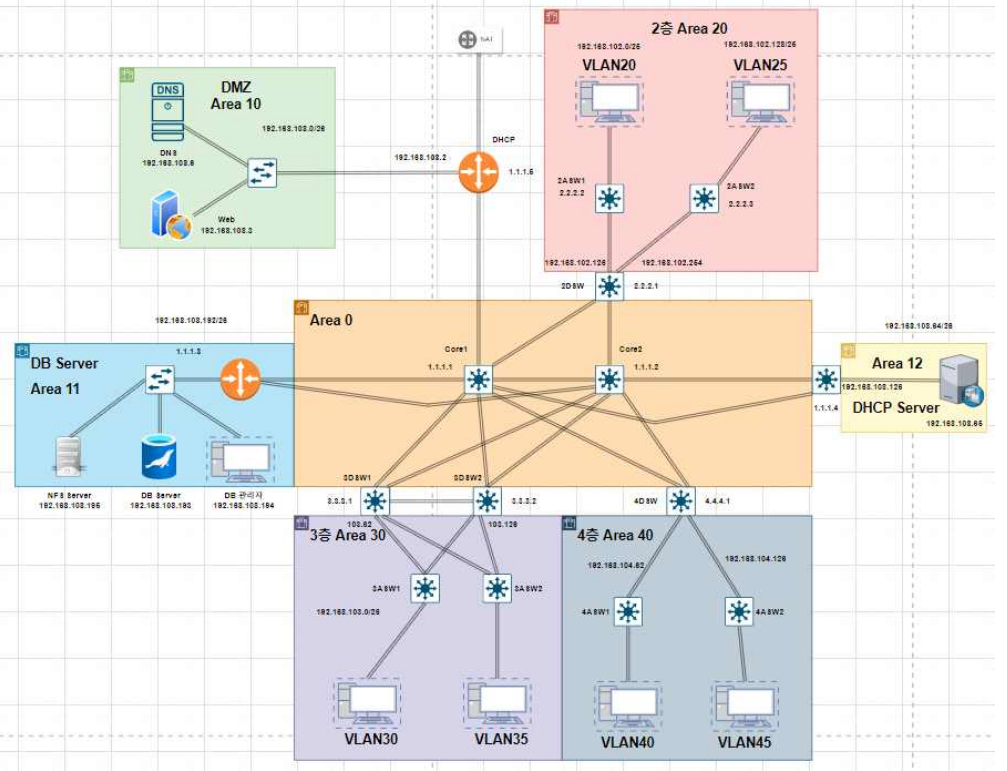 NAT
2층 Area 20
192.168.102.0/25
192.168.102.128/25
VLAN20
VLAN25
DNS
DMZ
Area 10
192.168.108.0/26
DNS
192.168.108.6
Web
192.168.108.3
DHCP
192.168.108.2
1.1.1.5
2ASW1
2.2.2.2
2ASW2
2.2.2.3
192.168.102.126
192.168.102.254
2DSW
2.2.2.1
Area 0
192.168.108.192/26
192.168.108.64/26
DB Server
Area 11
1.1.1.3
Core1
1.1.1.1
Core2
1.1.1.2
Area 12
192.168.108.126
1.1.1.4
DHCP Server
192.168.108.65
NFS Server
192.168.108.195
DB Server
192.168.108.193
DB 관리자
192.168.108.194
3DSW1
3DSW2
3.3.3.1
3.3.3.2
4DSW
4.4.4.1
103.62
103.126
3층 Area 30
4층 Area 40
192.168.104.62
192.168.104.126
3ASW1
3ASW2
192.168.103.0/26
4ASW1
4ASW2
VLAN30
VLAN35
VLAN40
VLAN45